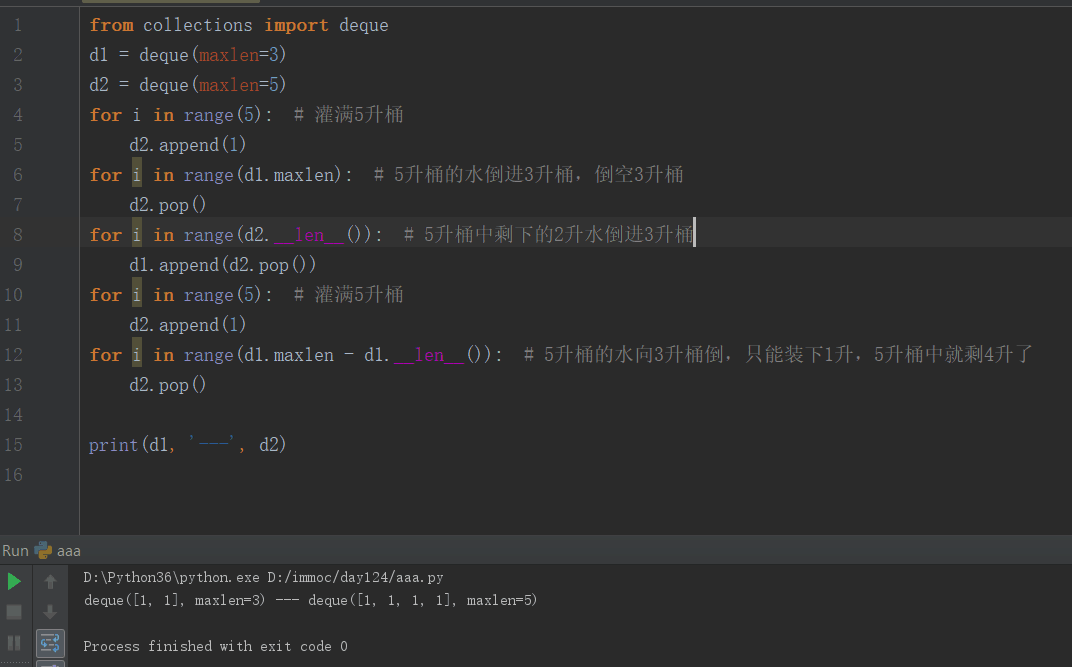 1 from collections import deque
2 d1 = deque(maxlen=3)
3 d2 = deque(maxlen=5)
4 for i in range(5):  # 灌满5升桶
5     d2.append(1)
6 for i in range(d1.maxlen):  # 5升桶的水倒进3升桶，倒空3升桶
7     d2.pop()
8 for i in range(d2.__len__()):  # 5升桶中剩下的2升水倒进3升桶
9     d1.append(d2.pop())
10 for i in range(5):  # 灌满5升桶
11     d2.append(1)
12 for i in range(d1.maxlen - d1.__len__()):  # 5升桶的水向3升桶倒，只能装下1升，5升桶中就剩4升了
13     d2.pop()
14
15 print(d1, '---', d2)
16
Run aaa
D:\Python36\python.exe D:/immoc/day124/aaa.py
deque([1, 1], maxlen=3) --- deque([1, 1, 1, 1], maxlen=5)
Process finished with exit code 0